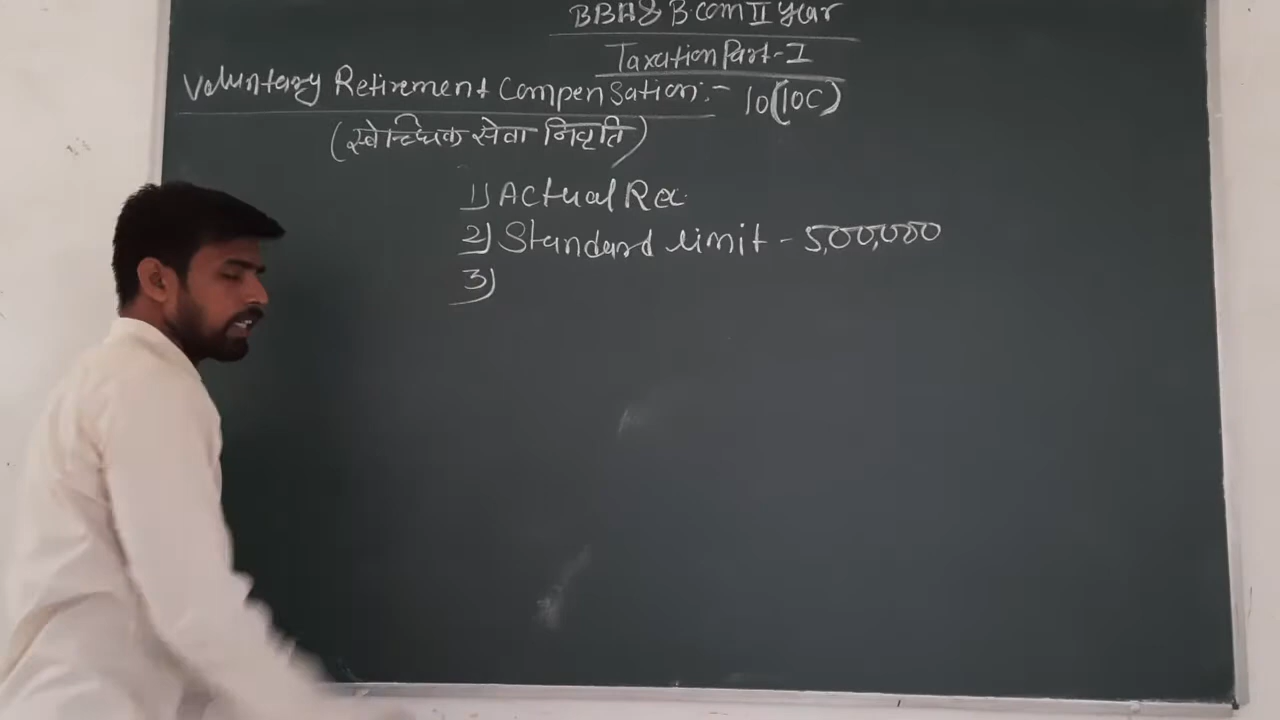 BBA & B.Com II year
Taxation Part-I
Voluntary Retirement Compensation:- 10(10C)
(स्वेच्छिक सेवा निवृति)
1) Actual Rec.
2) Standard limit - 5,00,000
3)